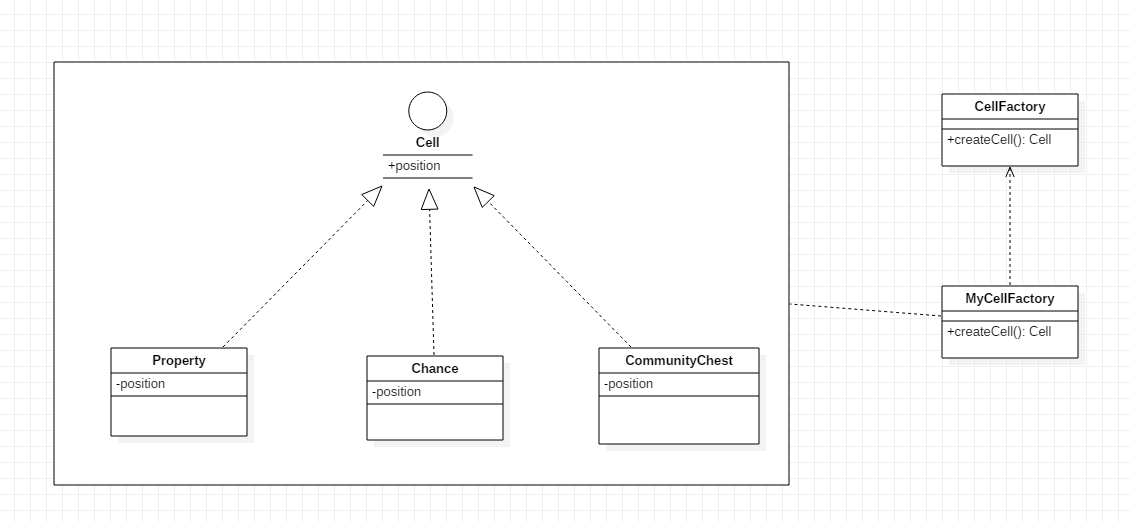 Cell
+position
Property
-position
Chance
-position
CommunityChest
-position
CellFactory
+createCell(): Cell
MyCellFactory
+createCell(): Cell